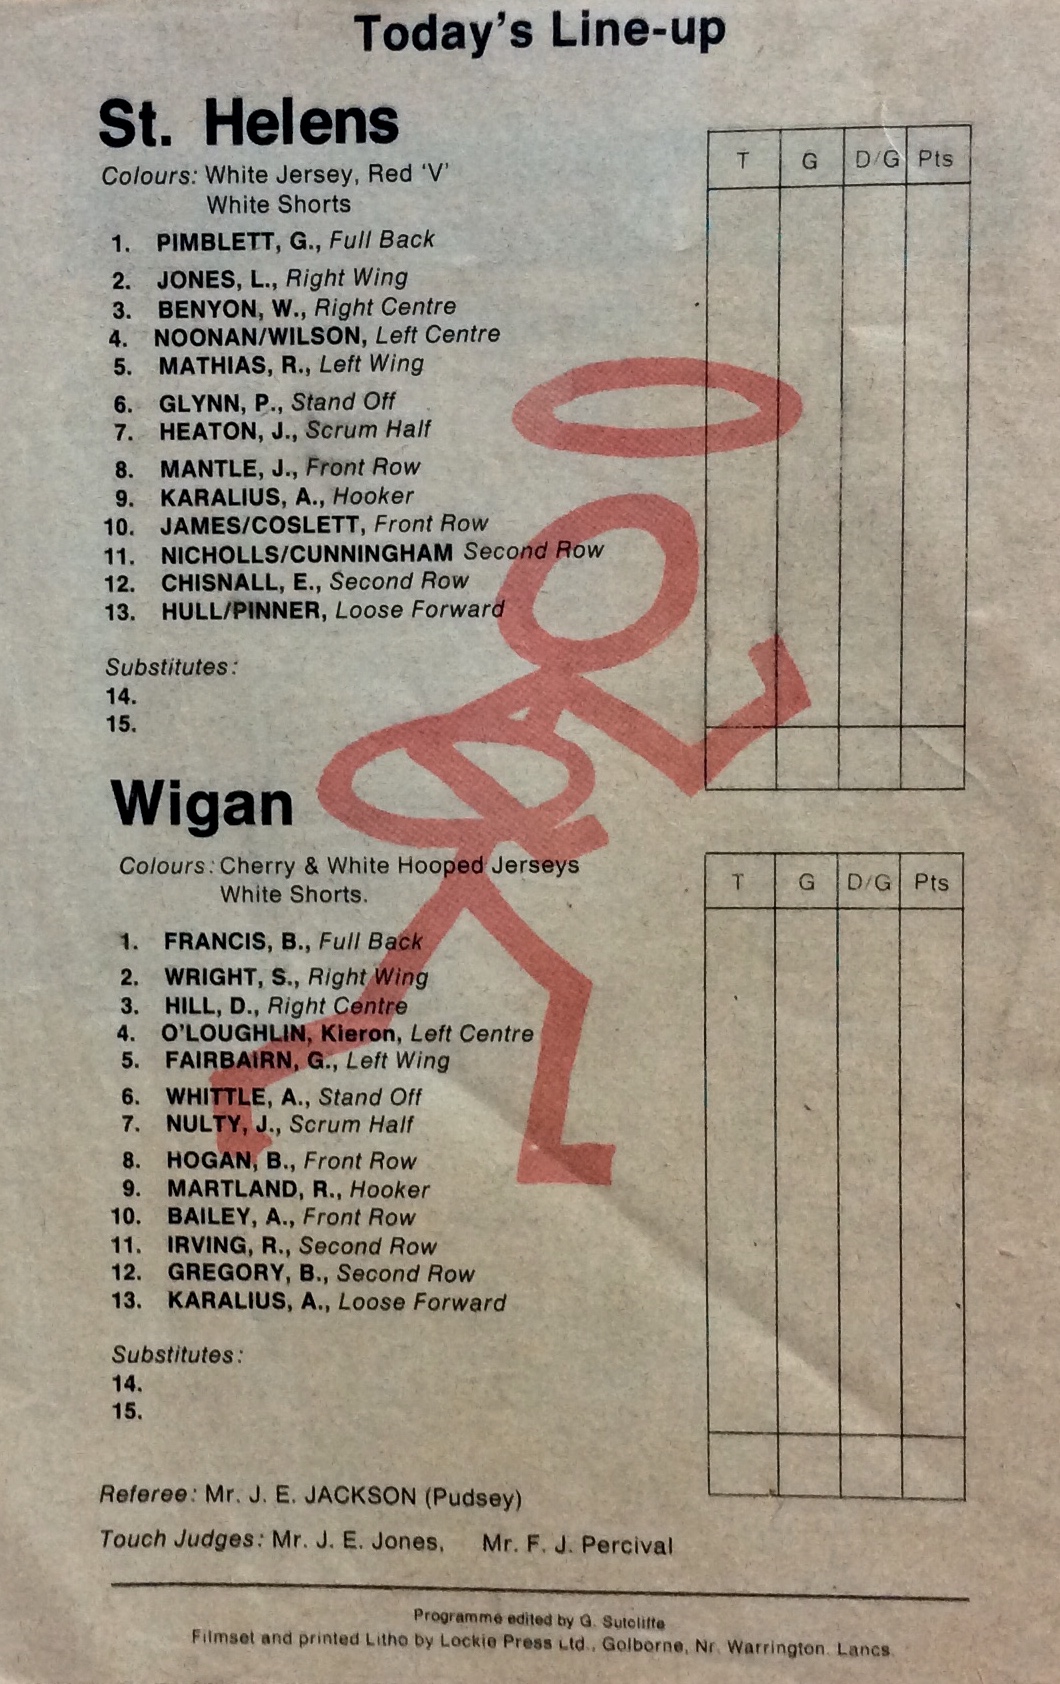 Today's Line-up
St. Helens
Colours: White Jersey, Red 'V'
White Shorts
T G D/G Pts
1. PIMBLETT, G., Full Back
2. JONES, L., Right Wing
3. BENYON, W., Right Centre
4. NOONAN/WILSON, Left Centre
5. MATHIAS, R., Left Wing
6. GLYNN, P., Stand Off
7. HEATON, J., Scrum Half
8. MANTLE, J., Front Row
9. KARALIUS, A., Hooker
10. JAMES/COSLETT, Front Row
11. NICHOLLS/CUNNINGHAM Second Row
12. CHISNALL, E., Second Row
13. HULL/PINNER, Loose Forward
Substitutes:
14.
15.
Wigan
Colours: Cherry & White Hooped Jerseys
White Shorts.
T G D/G Pts
1. FRANCIS, B., Full Back
2. WRIGHT, S., Right Wing
3. HILL, D., Right Centre
4. O'LOUGHLIN, Kieron, Left Centre
5. FAIRBAIRN, G., Left Wing
6. WHITTLE, A., Stand Off
7. NULTY, J., Scrum Half
8. HOGAN, B., Front Row
9. MARTLAND, R., Hooker
10. BAILEY, A., Front Row
11. IRVING, R., Second Row
12. GREGORY, B., Second Row
13. KARALIUS, A., Loose Forward
Substitutes:
14.
15.
Referee: Mr. J. E. JACKSON (Pudsey)
Touch Judges: Mr. J. E. Jones, Mr. F. J. Percival
Programme edited by G. Sutcliffe
Filmset and printed Litho by Lockie Press Ltd., Golborne, Nr. Warrington. Lancs